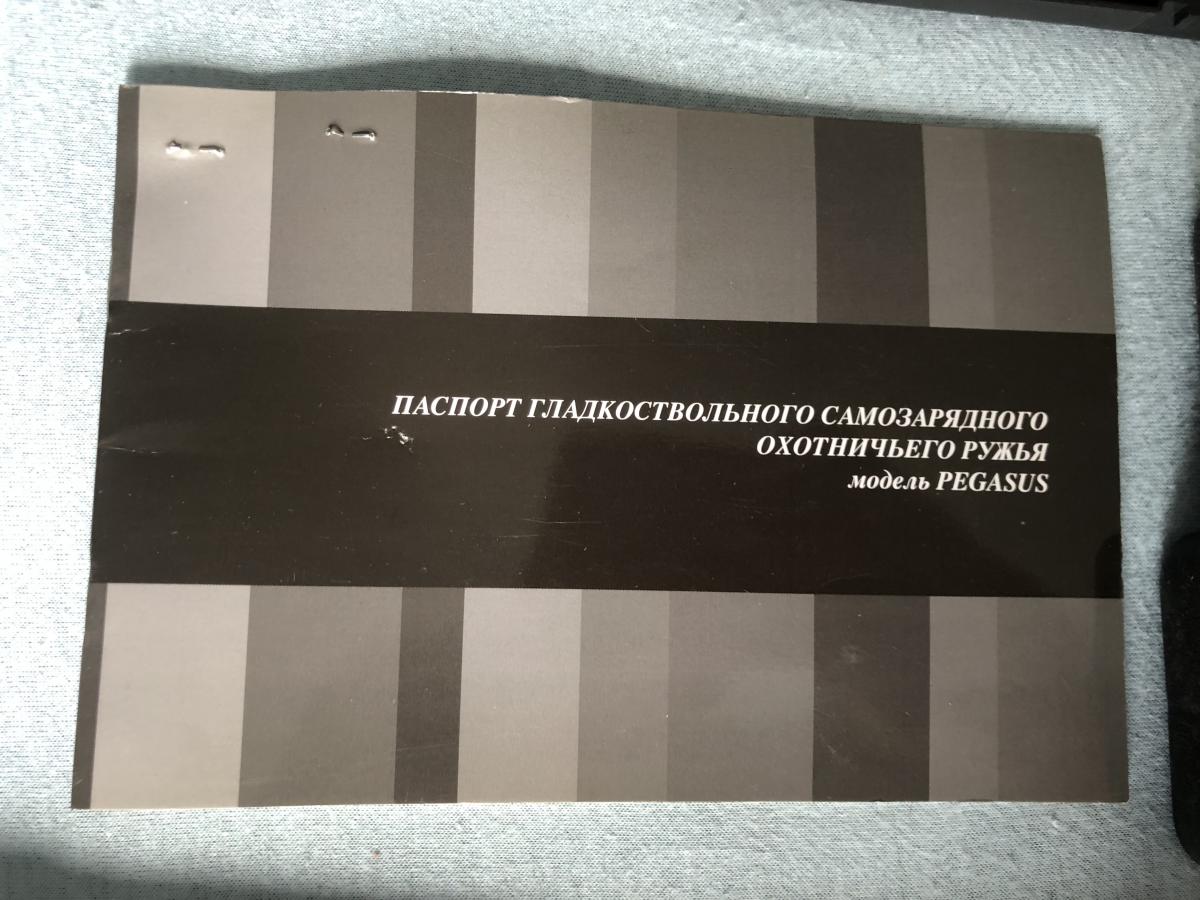 ПАСПОРТ ГЛАДКОСТВОЛЬНОГО САМОЗАРЯДНОГО
ОХОТНИЧЬЕГО РУЖЬЯ
модель PEGASUS